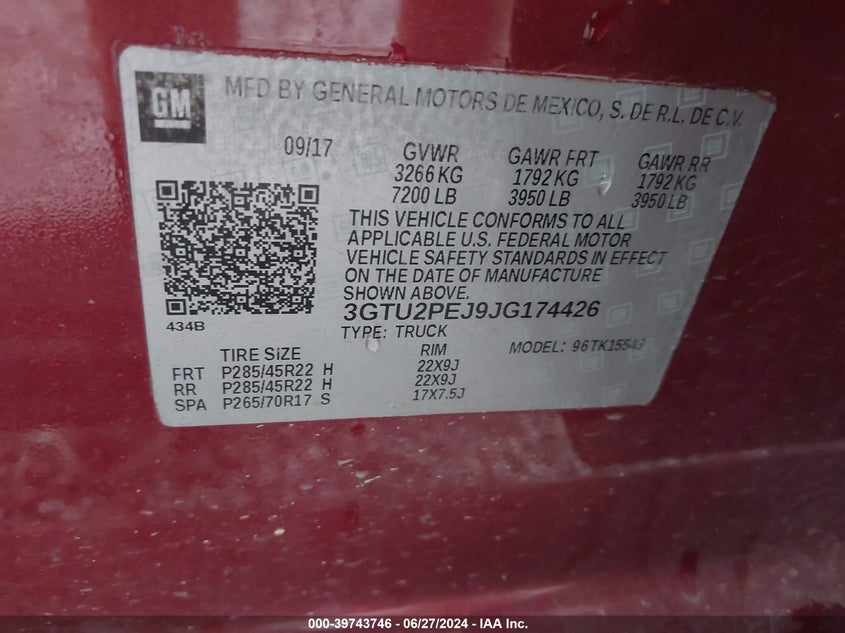 GM
MFD BY GENERAL MOTORS DE MEXICO, S. DE R.L. DE C.V.
09/17 GVWR GAWR FRT GAWR RR
3266 KG 1792 KG 1792 KG
7200 LB 3950 LB 3950 LB
THIS VEHICLE CONFORMS TO ALL
APPLICABLE U.S. FEDERAL MOTOR
VEHICLE SAFETY STANDARDS IN EFFECT
ON THE DATE OF MANUFACTURE
SHOWN ABOVE.
434B
3GTU2PEJ9JG174426
TYPE: TRUCK MODEL: 96TK15543
TIRE SIZE RIM
FRT P285/45R22 H 22X9J
RR P285/45R22 H 22X9J
SPA P265/70R17 S 17X7.5J
000-39743746 - 06/27/2024 - IAA Inc.